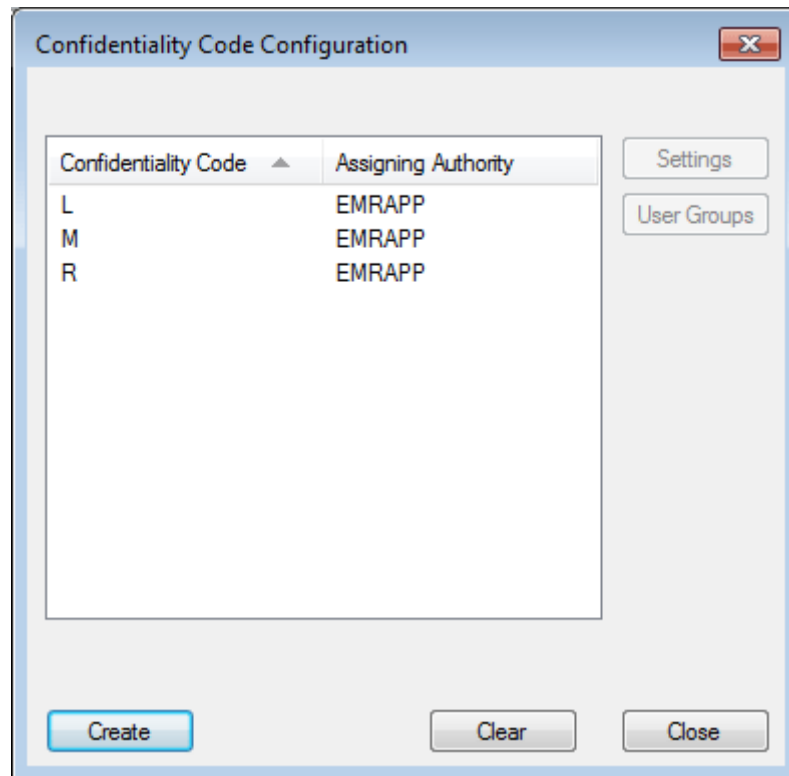 Confidentiality Code Configuration
Confidentiality Code Assigning Authority Settings
L EMRAPP User Groups
M EMRAPP
R EMRAPP
Create Clear Close